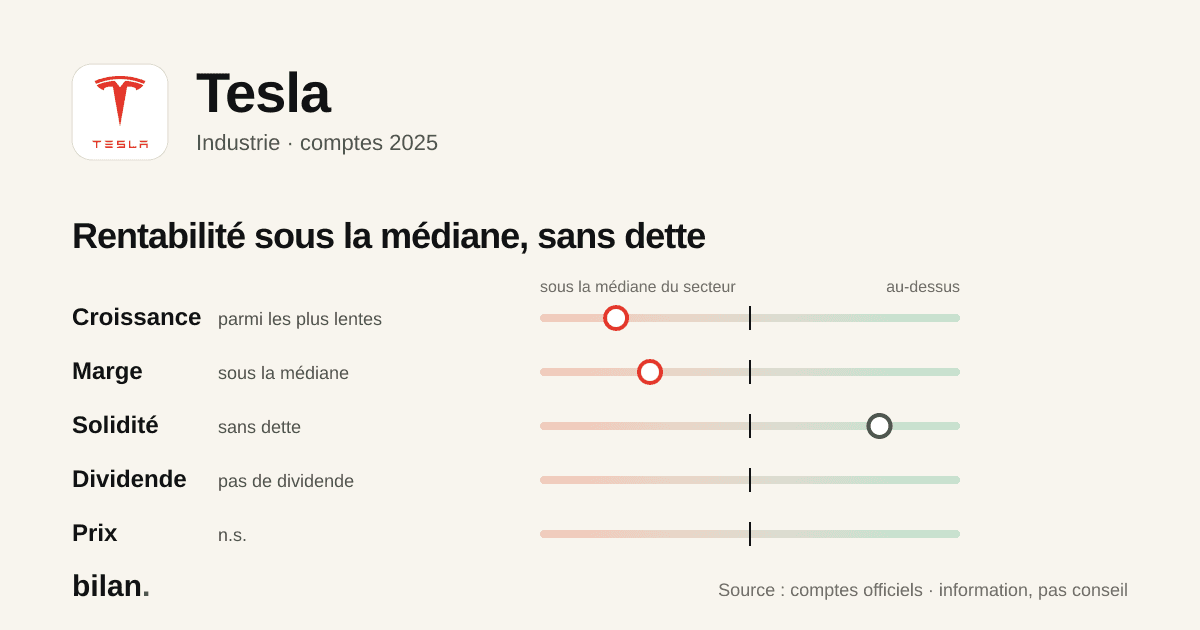 TESLA
Tesla
Industrie · comptes 2025
Rentabilité sous la médiane, sans dette
sous la médiane du secteur au-dessus
Croissance parmi les plus lentes
Marge sous la médiane
Solidité sans dette
Dividende pas de dividende
Prix n.s.
bilan.
Source : comptes officiels · information, pas conseil